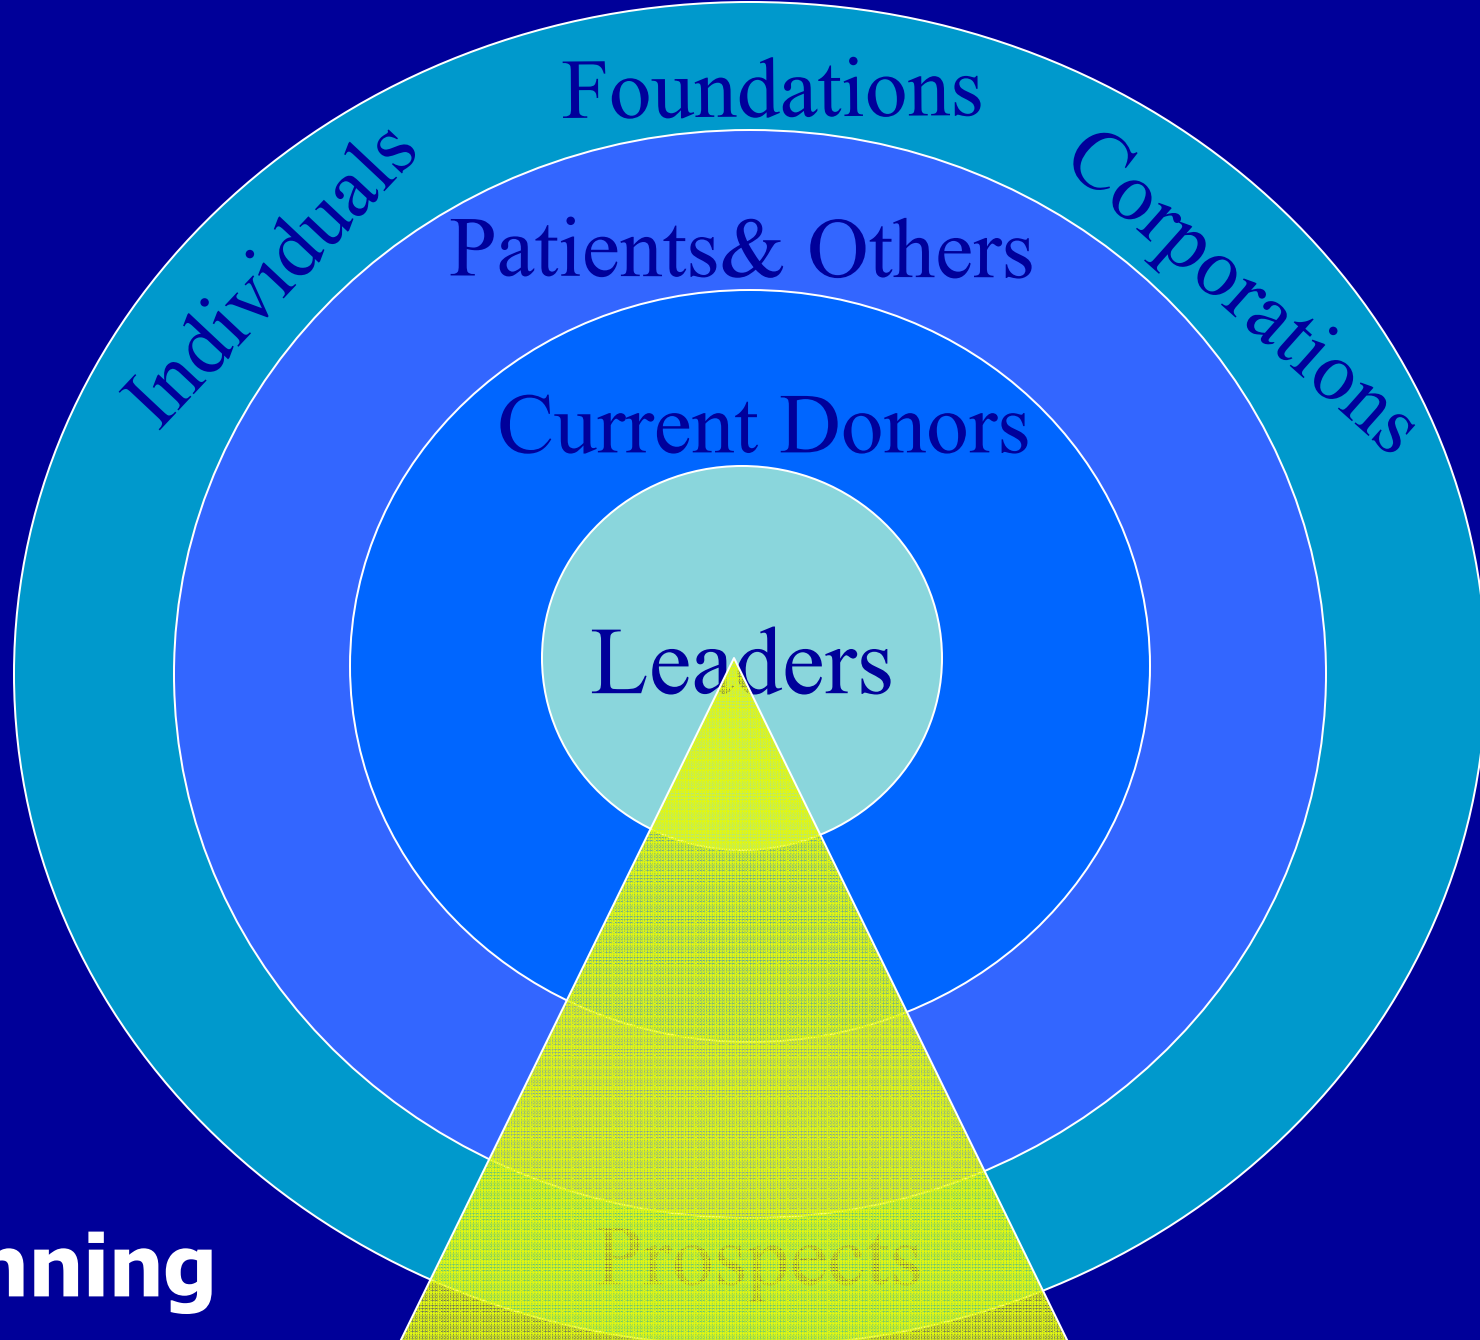 Foundations
Individuals
Corporations
Patients& Others
Current Donors
Leaders
Prospects
nning